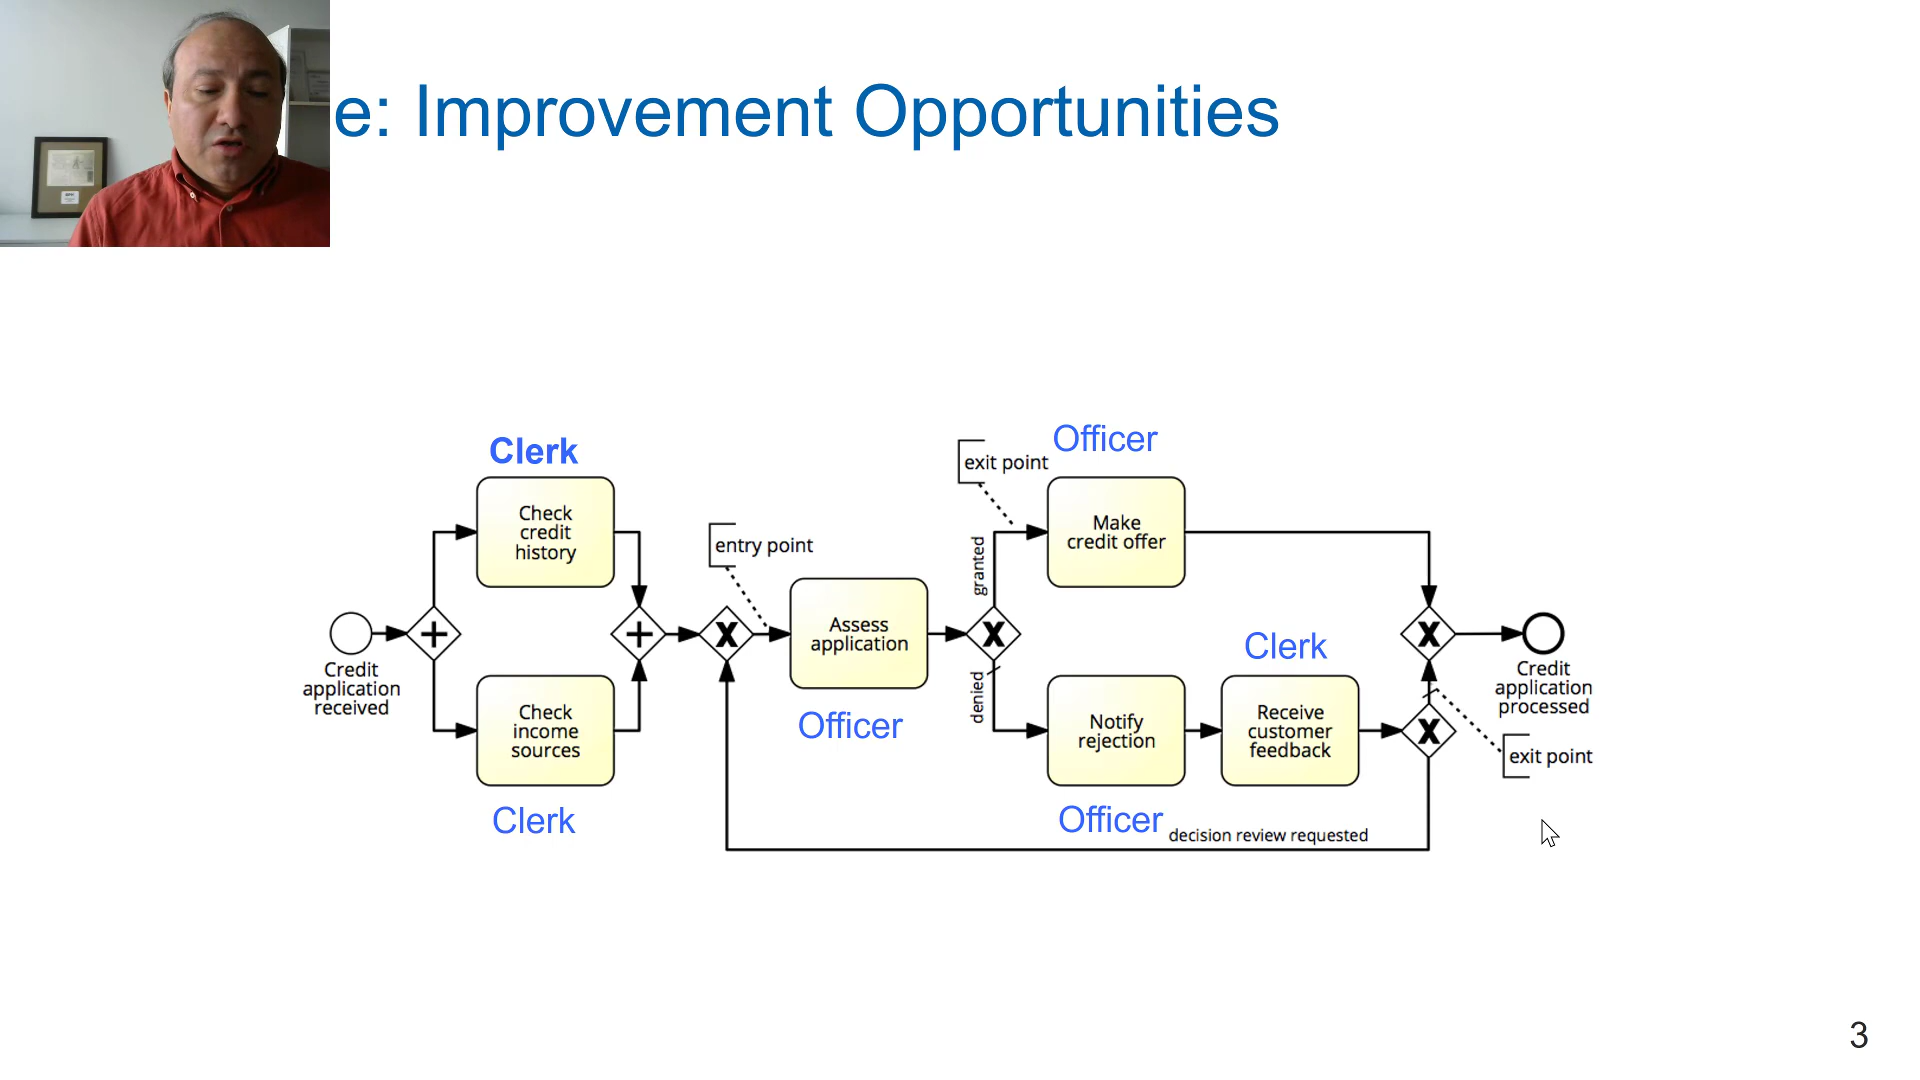 e: Improvement Opportunities
Clerk
Officer
exit point
Check
credit
history
Make
credit offer
entry point
granted
Assess
application
Clerk
Credit
application
received
Credit
application
processed
denied
Check
income
sources
Officer
Notify
rejection
Receive
customer
feedback
exit point
Clerk
Officer
decision review requested
3